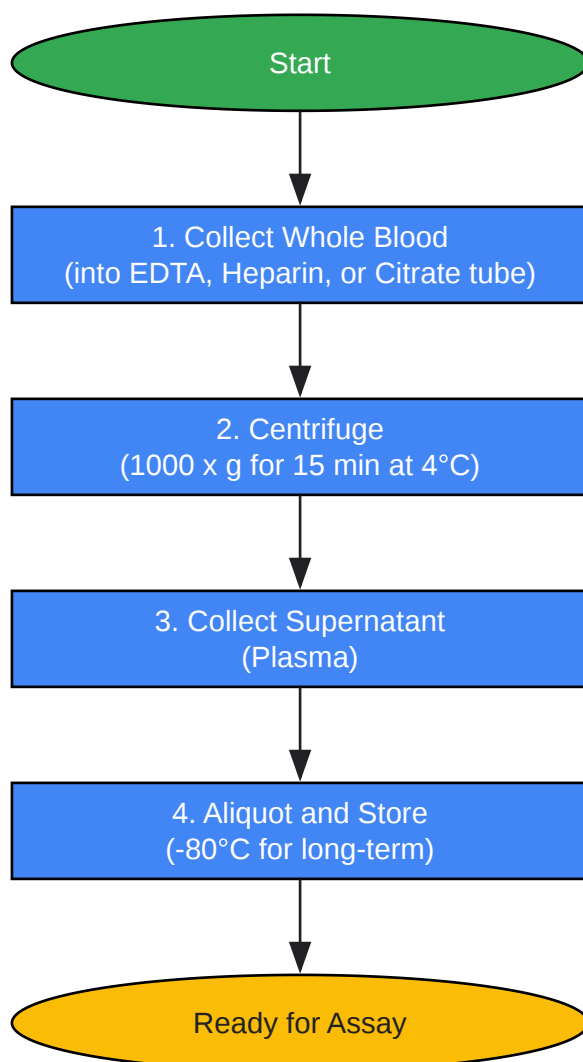 Start
1. Collect Whole Blood
(into EDTA, Heparin, or Citrate tube)
2. Centrifuge
(1000 x g for 15 min at 4°C)
3. Collect Supernatant
(Plasma)
4. Aliquot and Store
(-80°C for long-term)
Ready for Assay